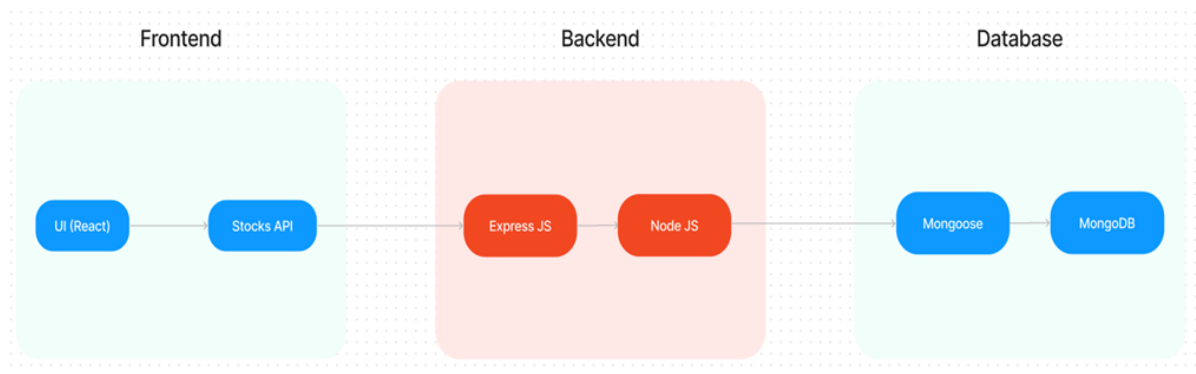 Frontend
Backend
Database
UI (React)
Stocks API
Express JS
Node JS
Mongoose
MongoDB